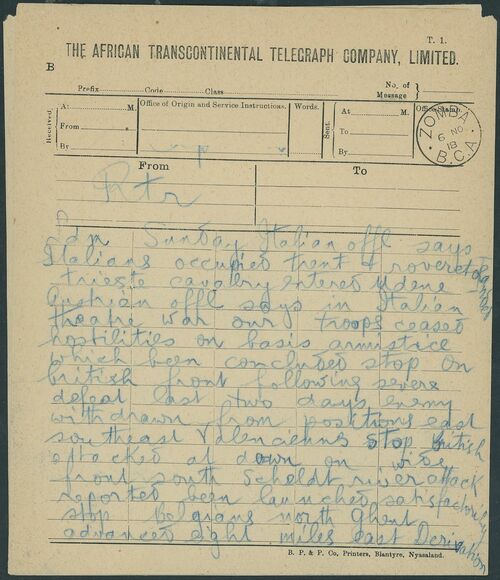 T. 1.
THE AFRICAN TRANSCONTINENTAL TELEGRAPH COMPANY, LIMITED.
B
Prefix Code Class No. of Message
Received. At M. From By
Office of Origin and Service Instructions.
Words.
Sent. At M. To By
Office Stamp.
ZOMBA
6 NO
18
B.C.A.
From To
Rtr
Ldn Sunday Italian offl says
Italians occupied trent & roveret
trieste cavalry entered Udene
Austrian offl says in Italian
theatre war our troops ceased
hostilities on basis armistice
which been concluded stop On
british front following severe
defeat last two days enemy
withdrawn from positions east
southeast Valenciennes stop British
attacked at dawn on wide
front south Scheldt river attack
reported been launched satisfactorily
stop Belgians north Ghent
advanced eight miles east Derivation
B. P. & P. Co, Printers, Blantyre, Nyasaland.